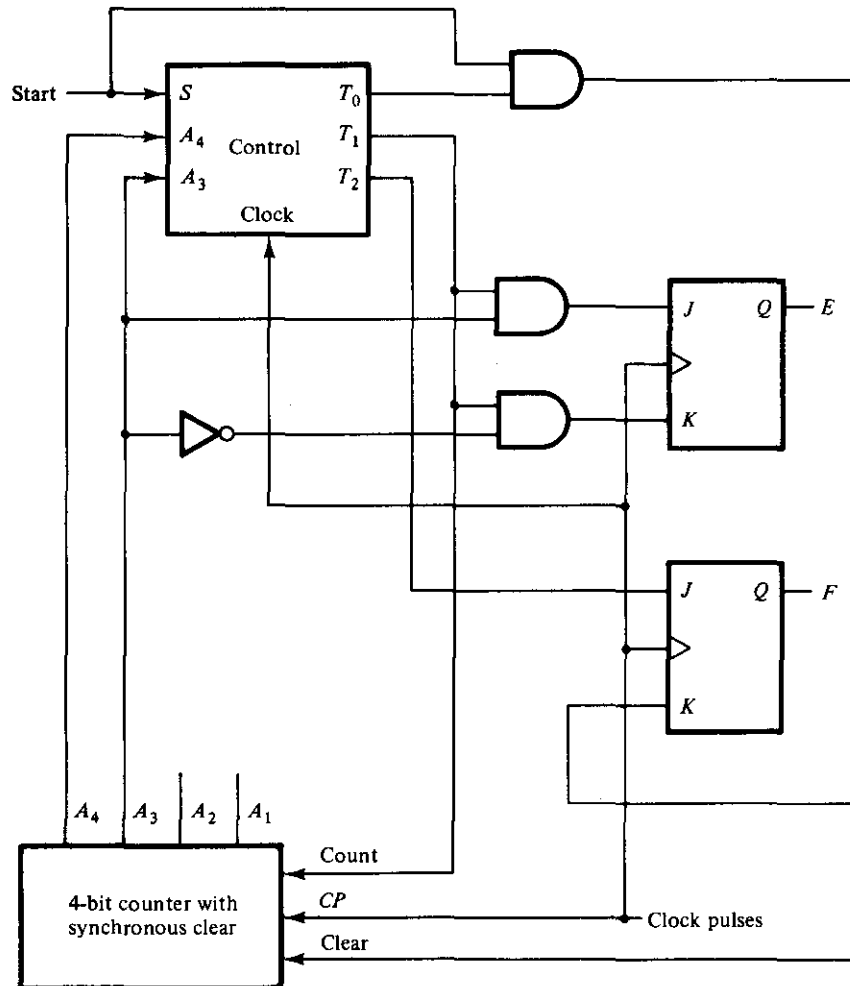 Start
S
T0
A4
Control
T1
A3
T2
Clock
J
Q
E
K
J
Q
F
K
A4
A3
A2
A1
Count
4-bit counter with
synchronous clear
CP
Clock pulses
Clear